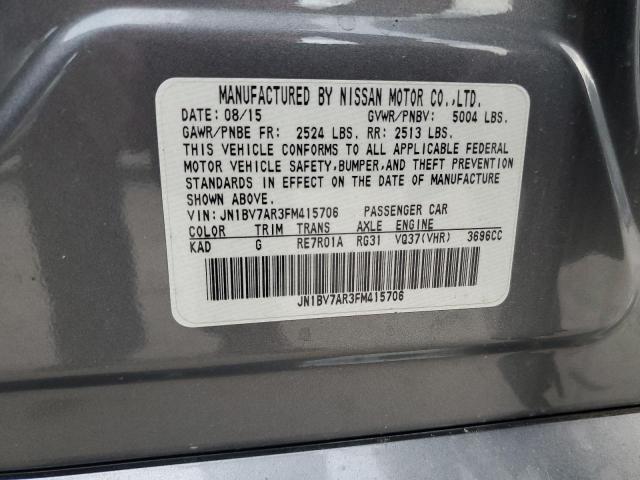 MANUFACTURED BY NISSAN MOTOR CO.,LTD.
DATE: 08/15 GVWR/PNBV: 5004 LBS.
GAWR/PNBE FR: 2524 LBS. RR: 2513 LBS.
THIS VEHICLE CONFORMS TO ALL APPLICABLE FEDERAL
MOTOR VEHICLE SAFETY, BUMPER, AND THEFT PREVENTION
STANDARDS IN EFFECT ON THE DATE OF MANUFACTURE
SHOWN ABOVE.
VIN: JN1BV7AR3FM415706 PASSENGER CAR
COLOR TRIM TRANS AXLE ENGINE
KAD G RE7R01A RG31 VQ37(VHR) 3696CC
JN1BV7AR3FM415706